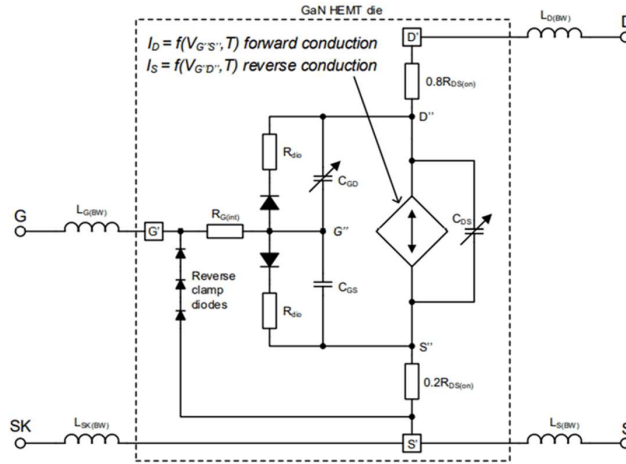 GaN HEMT die
L_D(BW)
D
I_D = f(V_G"S",T) forward conduction
D'
I_S = f(V_G"D",T) reverse conduction
0.8R_DS(on)
D"
R_dio
C_GD
R_G(int)
L_G(BW)
G
G'
G"
C_DS
Reverse
clamp
diodes
R_dio
C_GS
S"
0.2R_DS(on)
SK
L_SK(BW)
S'
L_S(BW)
S